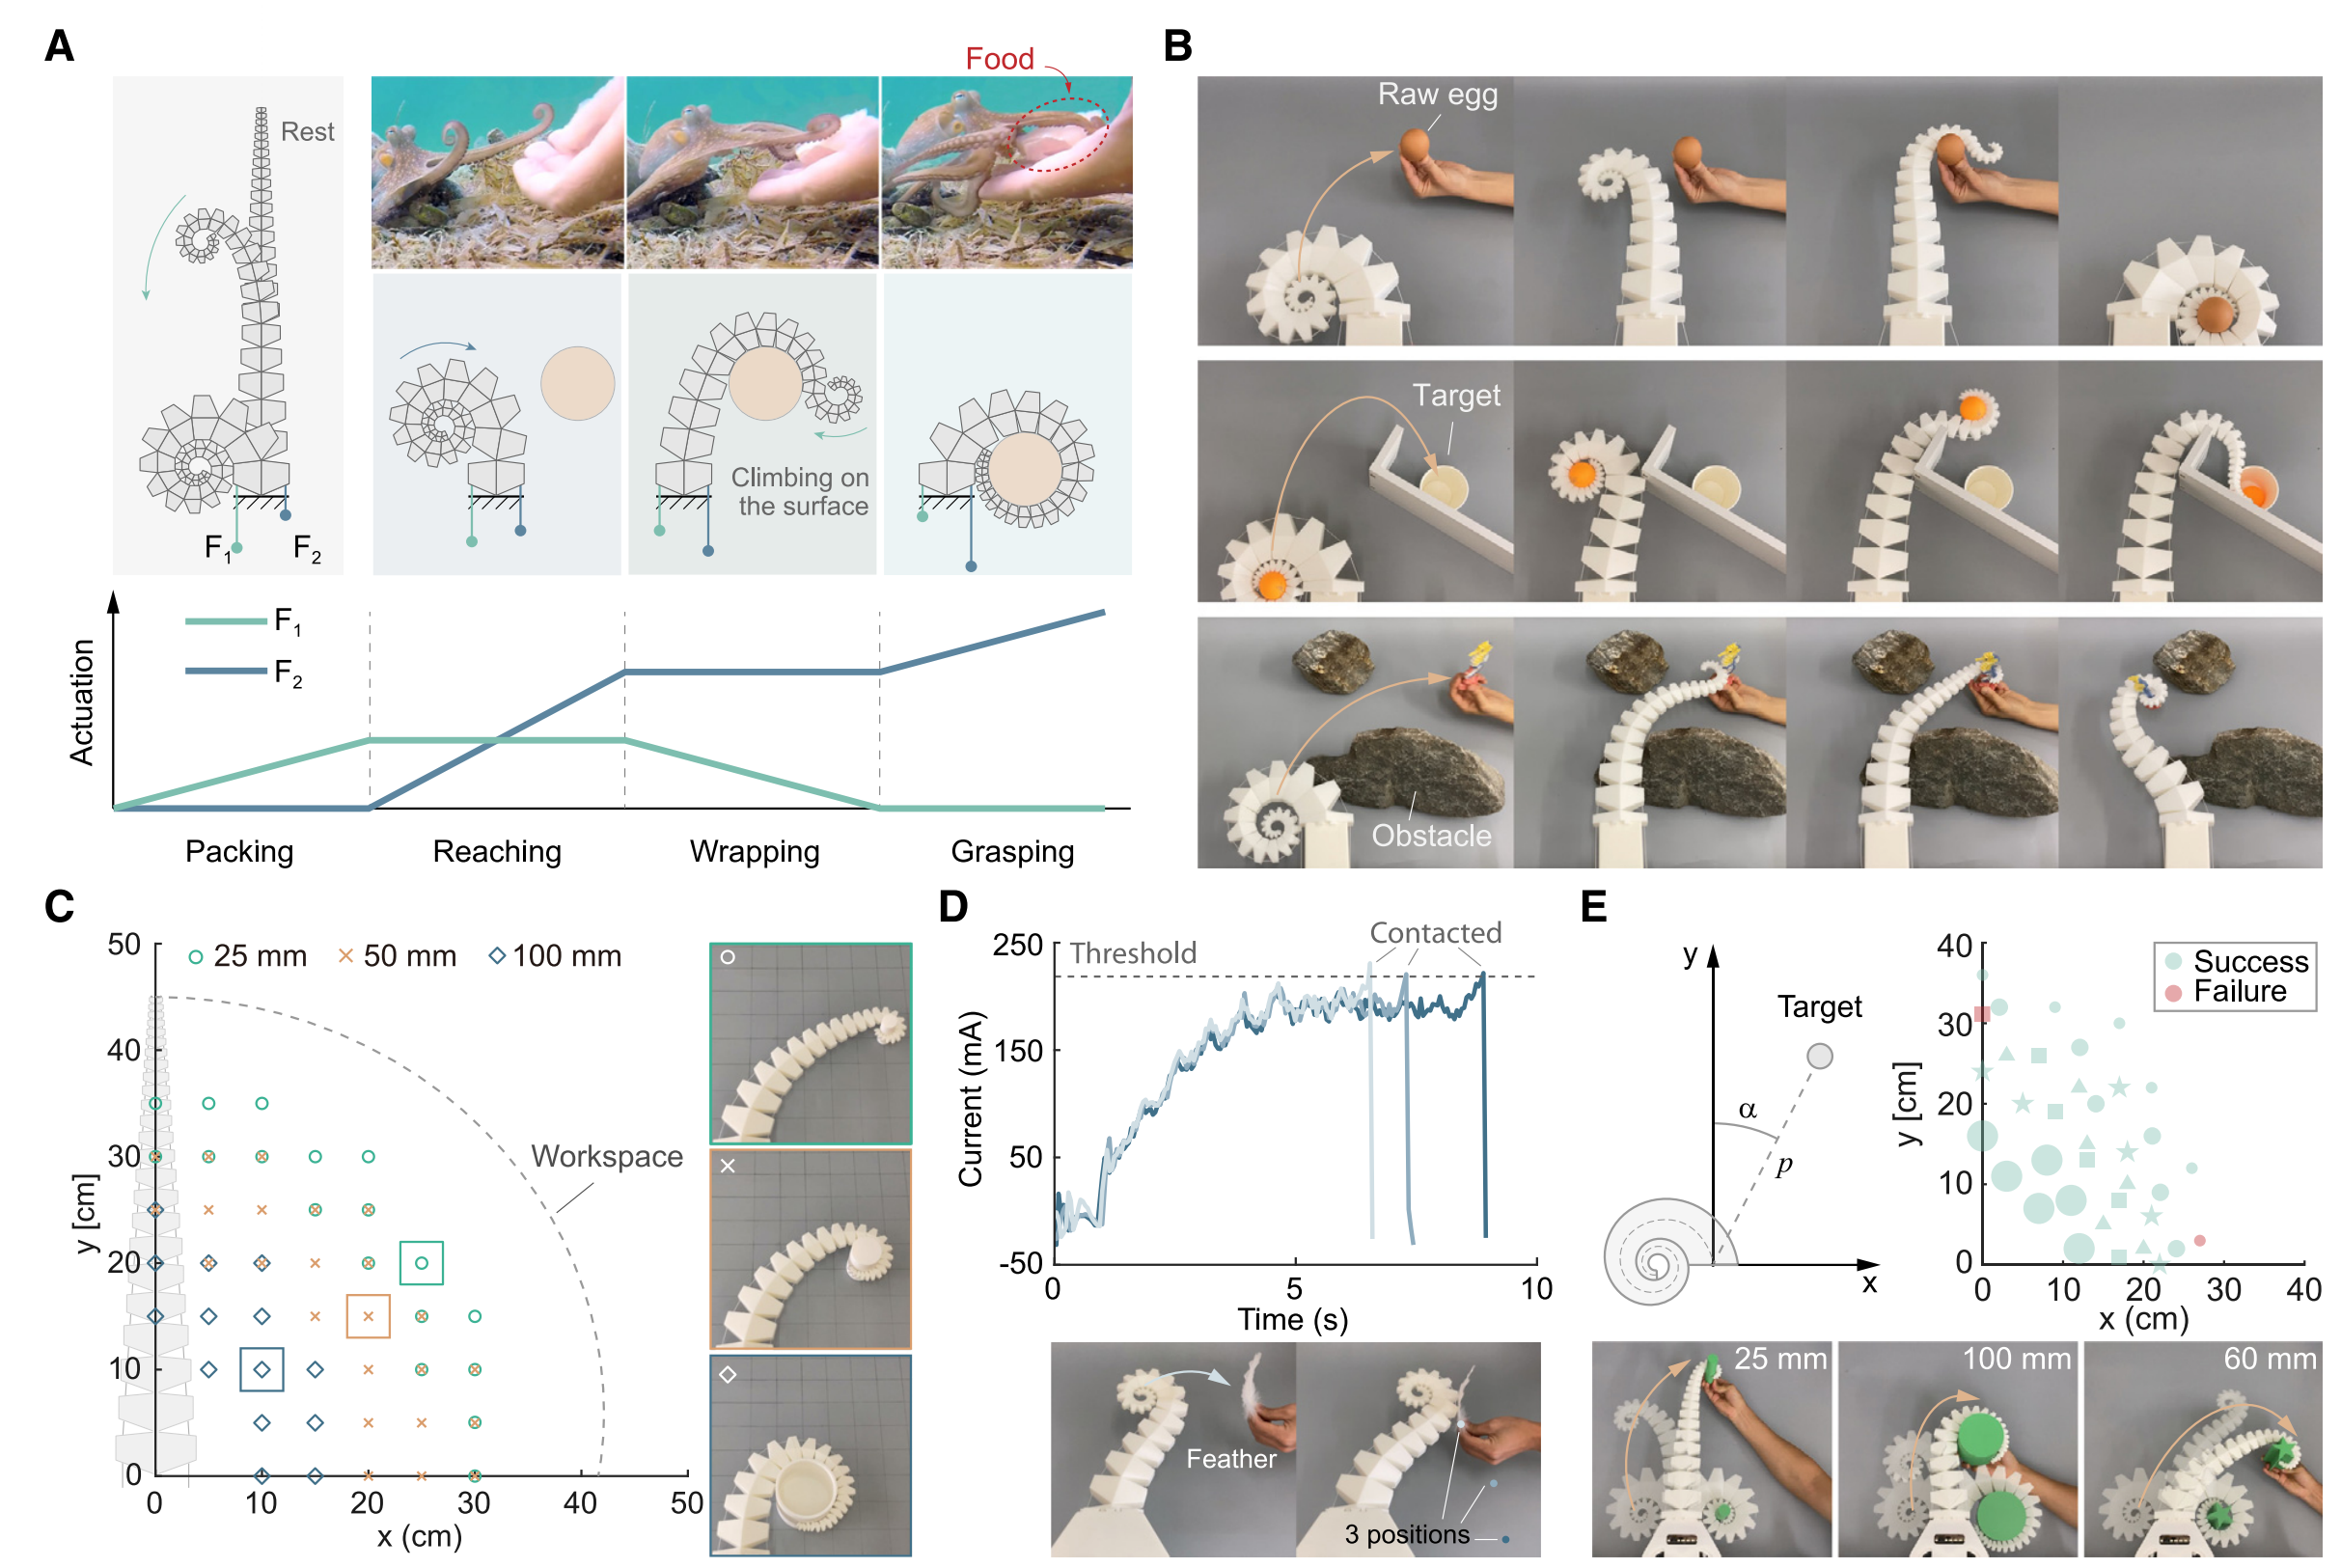 A
Food
Rest
F1
F2
Climbing on
the surface
Actuation
F1
F2
Packing
Reaching
Wrapping
Grasping
B
Raw egg
Target
Obstacle
C
50
40
30
20
10
0
y [cm]
25 mm
50 mm
100 mm
Workspace
0
10
20
30
40
50
x (cm)
D
250
150
50
-50
Current (mA)
Threshold
Contacted
0
5
10
Time (s)
Feather
3 positions
E
y
Target
α
p
x
40
30
20
10
0
y [cm]
Success
Failure
0
10
20
30
40
x (cm)
25 mm
100 mm
60 mm